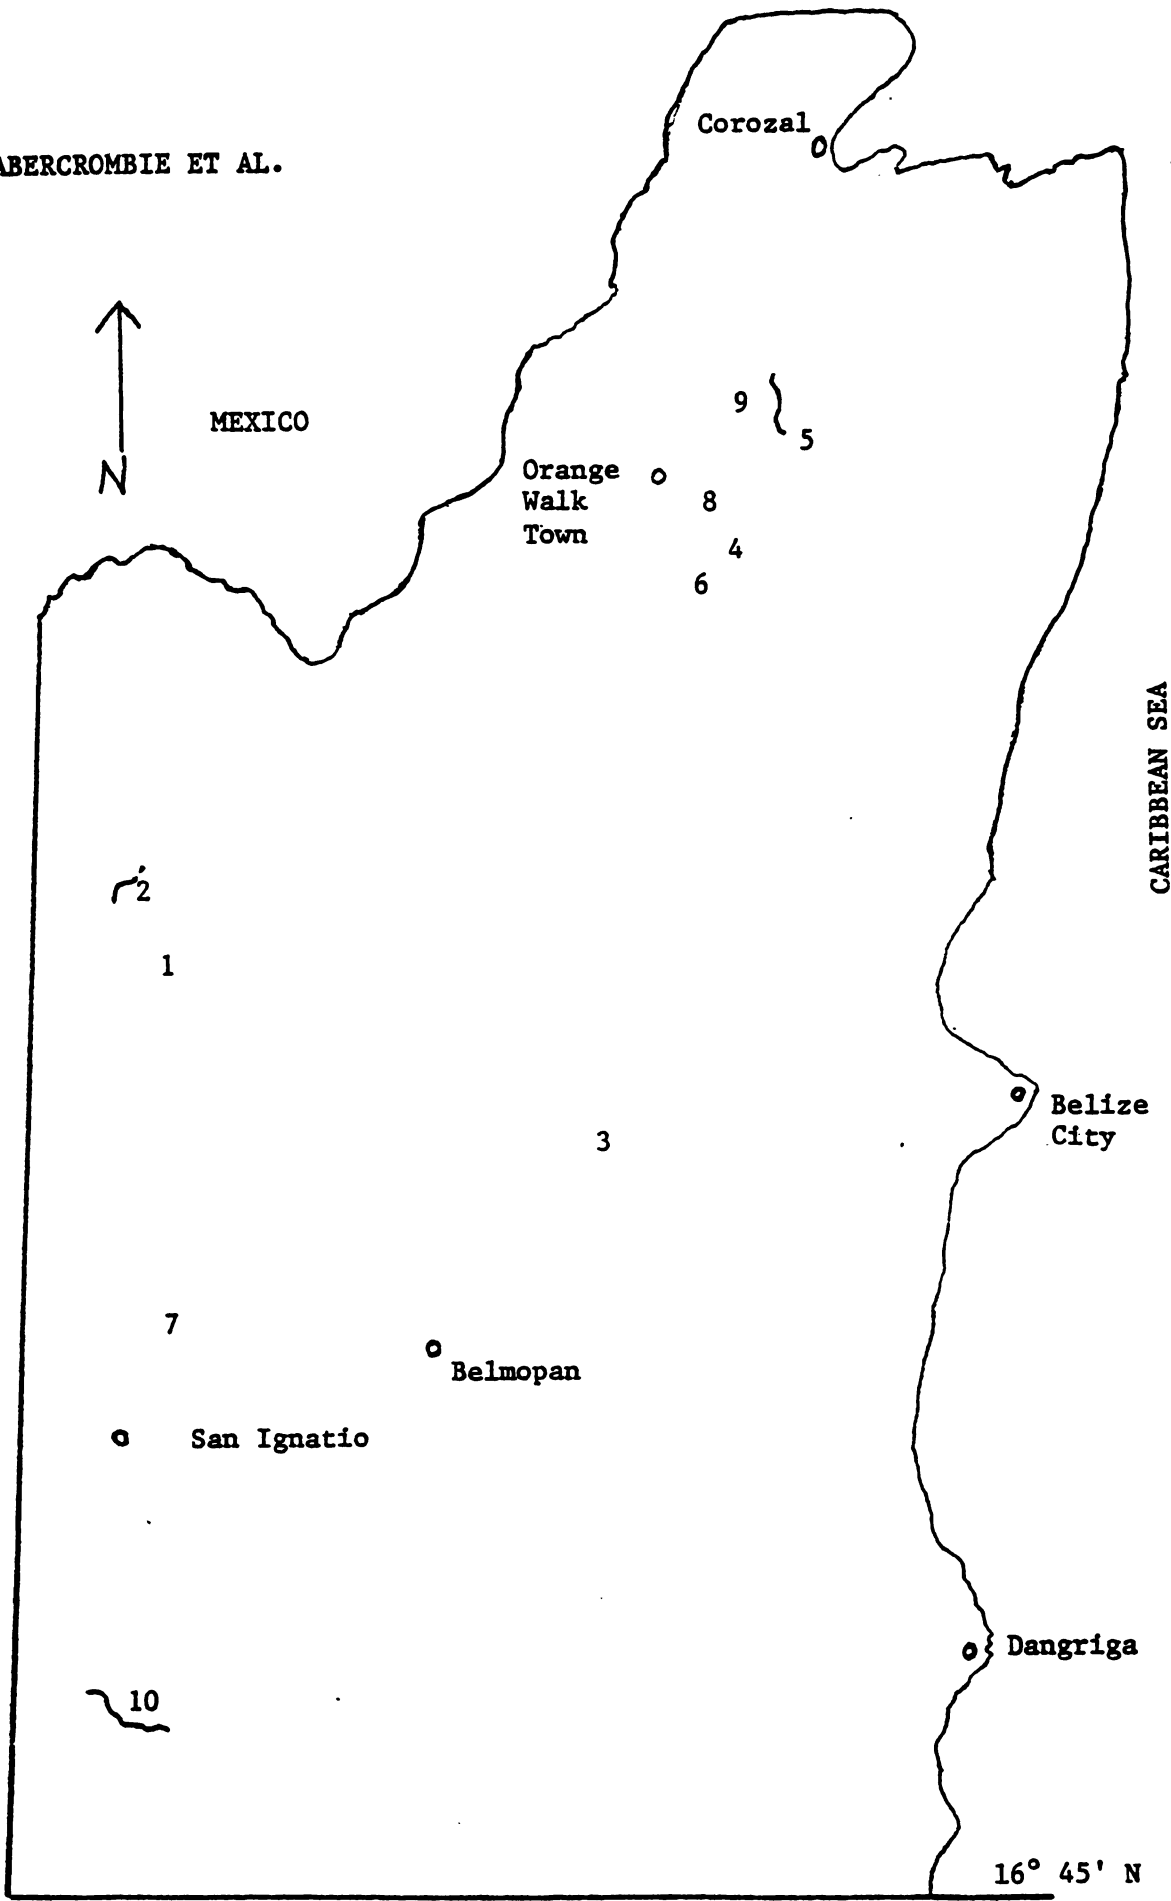 Corozal
ABERCROMBIE ET AL.
N
MEXICO
9
5
Orange
Walk
Town
8
4
6
CARIBBEAN SEA
2
1
Belize
City
3
7
Belmopan
San Ignatio
Dangriga
10
16° 45' N